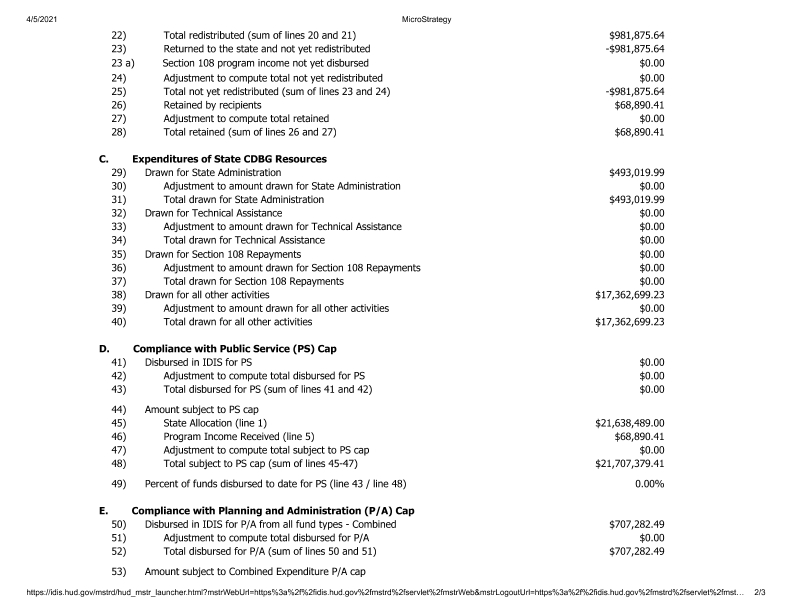 4/5/2021 MicroStrategy
22) Total redistributed (sum of lines 20 and 21) $981,875.64
23) Returned to the state and not yet redistributed -$981,875.64
23 a) Section 108 program income not yet disbursed $0.00
24) Adjustment to compute total not yet redistributed $0.00
25) Total not yet redistributed (sum of lines 23 and 24) -$981,875.64
26) Retained by recipients $68,890.41
27) Adjustment to compute total retained $0.00
28) Total retained (sum of lines 26 and 27) $68,890.41
C. Expenditures of State CDBG Resources
29) Drawn for State Administration $493,019.99
30) Adjustment to amount drawn for State Administration $0.00
31) Total drawn for State Administration $493,019.99
32) Drawn for Technical Assistance $0.00
33) Adjustment to amount drawn for Technical Assistance $0.00
34) Total drawn for Technical Assistance $0.00
35) Drawn for Section 108 Repayments $0.00
36) Adjustment to amount drawn for Section 108 Repayments $0.00
37) Total drawn for Section 108 Repayments $0.00
38) Drawn for all other activities $17,362,699.23
39) Adjustment to amount drawn for all other activities $0.00
40) Total drawn for all other activities $17,362,699.23
D. Compliance with Public Service (PS) Cap
41) Disbursed in IDIS for PS $0.00
42) Adjustment to compute total disbursed for PS $0.00
43) Total disbursed for PS (sum of lines 41 and 42) $0.00
44) Amount subject to PS cap
45) State Allocation (line 1) $21,638,489.00
46) Program Income Received (line 5) $68,890.41
47) Adjustment to compute total subject to PS cap $0.00
48) Total subject to PS cap (sum of lines 45-47) $21,707,379.41
49) Percent of funds disbursed to date for PS (line 43 / line 48) 0.00%
E. Compliance with Planning and Administration (P/A) Cap
50) Disbursed in IDIS for P/A from all fund types - Combined $707,282.49
51) Adjustment to compute total disbursed for P/A $0.00
52) Total disbursed for P/A (sum of lines 50 and 51) $707,282.49
53) Amount subject to Combined Expenditure P/A cap
https://idis.hud.gov/mstrd/hud_mstr_launcher.html?mstrWebUrl=https%3a%2f%2fidis.hud.gov%2fmstrd%2fservlet%2fmstrWeb&mstrLogoutUrl=https%3a%2f%2fidis.hud.gov%2fmstrd%2fservlet%2fmst… 2/3